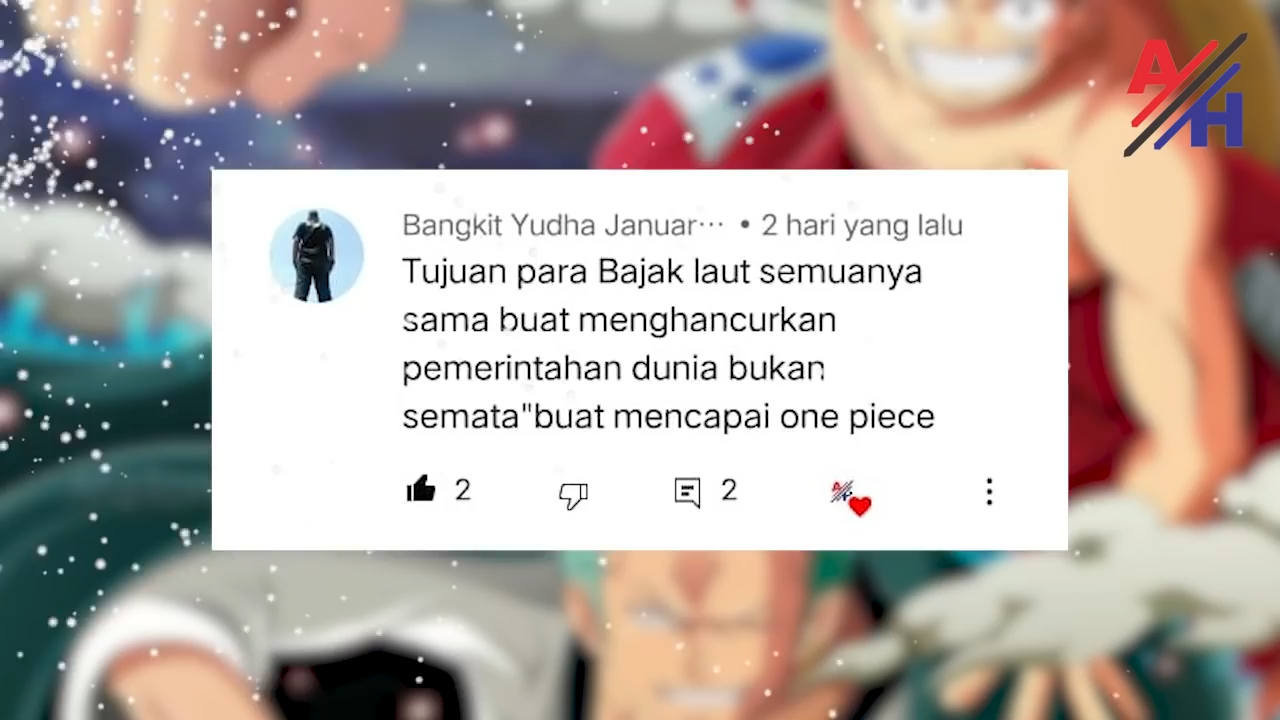 A/H
Bangkit Yudha Januar··· • 2 hari yang lalu
Tujuan para Bajak laut semuanya
sama buat menghancurkan
pemerintahan dunia bukan
semata"buat mencapai one piece
2
2